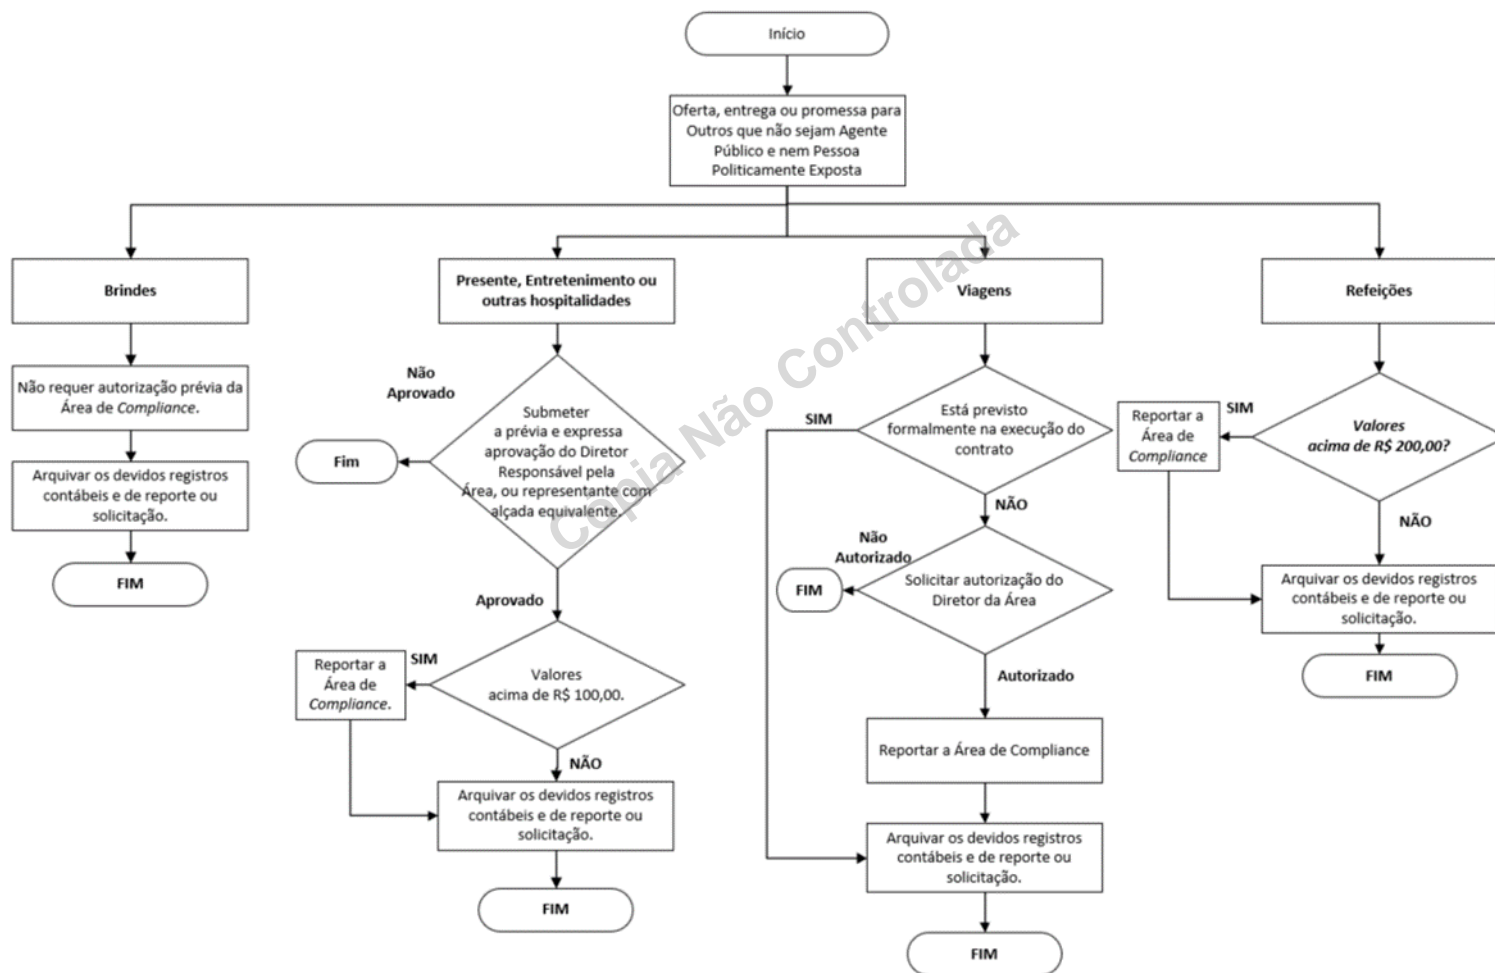 Início
Oferta, entrega ou promessa para
Outros que não sejam Agente
Público e nem Pessoa
Politicamente Exposta
Brindes
Não requer autorização prévia da
Área de Compliance.
Arquivar os devidos registros
contábeis e de reporte ou
solicitação.
FIM
Presente, Entretenimento ou
outras hospitalidades
Não
Aprovado
Submeter
a prévia e expressa
aprovação do Diretor
Responsável pela
Área, ou representante com
alçada equivalente.
Fim
Aprovado
Valores
acima de R$ 100,00.
SIM
Reportar a
Área de
Compliance.
NÃO
Arquivar os devidos registros
contábeis e de reporte ou
solicitação.
FIM
Viagens
Está previsto
formalmente na execução do
contrato
SIM
NÃO
Não
Autorizado
Solicitar autorização do
Diretor da Área
FIM
Autorizado
Reportar a Área de Compliance
Arquivar os devidos registros
contábeis e de reporte ou
solicitação.
FIM
Refeições
Valores
acima de R$ 200,00?
SIM
Reportar a
Área de
Compliance
NÃO
Arquivar os devidos registros
contábeis e de reporte ou
solicitação.
FIM
Cópia Não Controlada